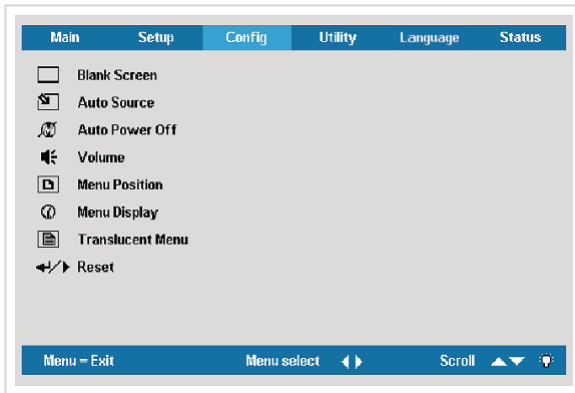 Main Setup Config Utility Language Status
Blank Screen
Auto Source
Auto Power Off
Volume
Menu Position
Menu Display
Translucent Menu
Reset
Menu = Exit Menu select Scroll